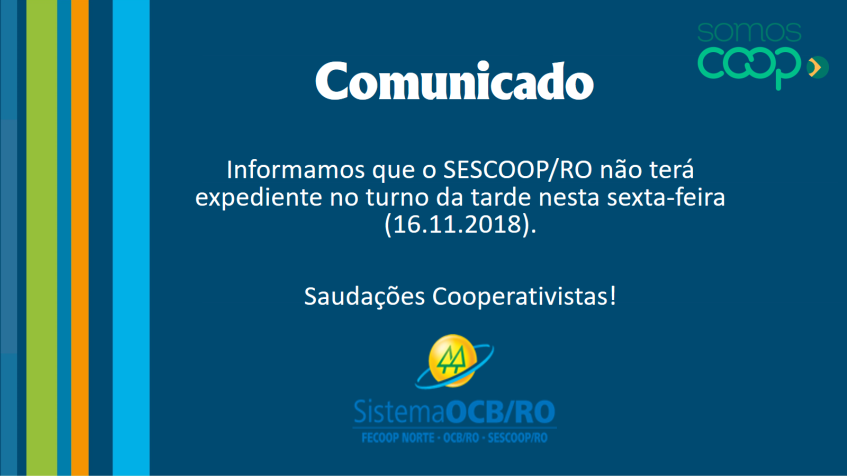 somos
coop
Comunicado
Informamos que o SESCOOP/RO não terá
expediente no turno da tarde nesta sexta-feira
(16.11.2018).
Saudações Cooperativistas!
SistemaOCB/RO
FECOOP NORTE · OCB/RO · SESCOOP/RO